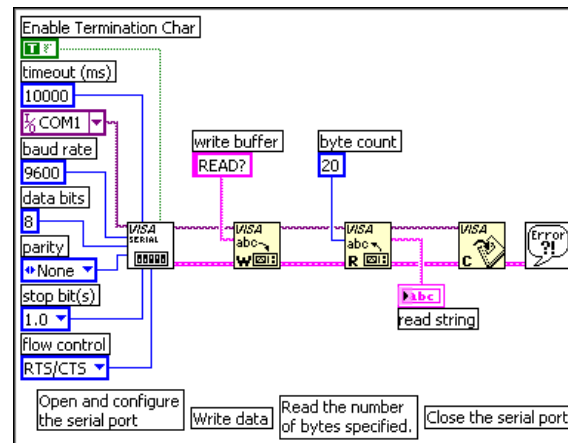 Enable Termination Char
T
timeout (ms)
10000
I/O COM1
baud rate
9600
data bits
8
parity
None
stop bit(s)
1.0
flow control
RTS/CTS
VISA
SERIAL
write buffer
READ?
VISA
abc
W
byte count
20
VISA
abc
R
abc
read string
VISA
C
Error
?!
Open and configure
the serial port
Write data
Read the number
of bytes specified.
Close the serial port